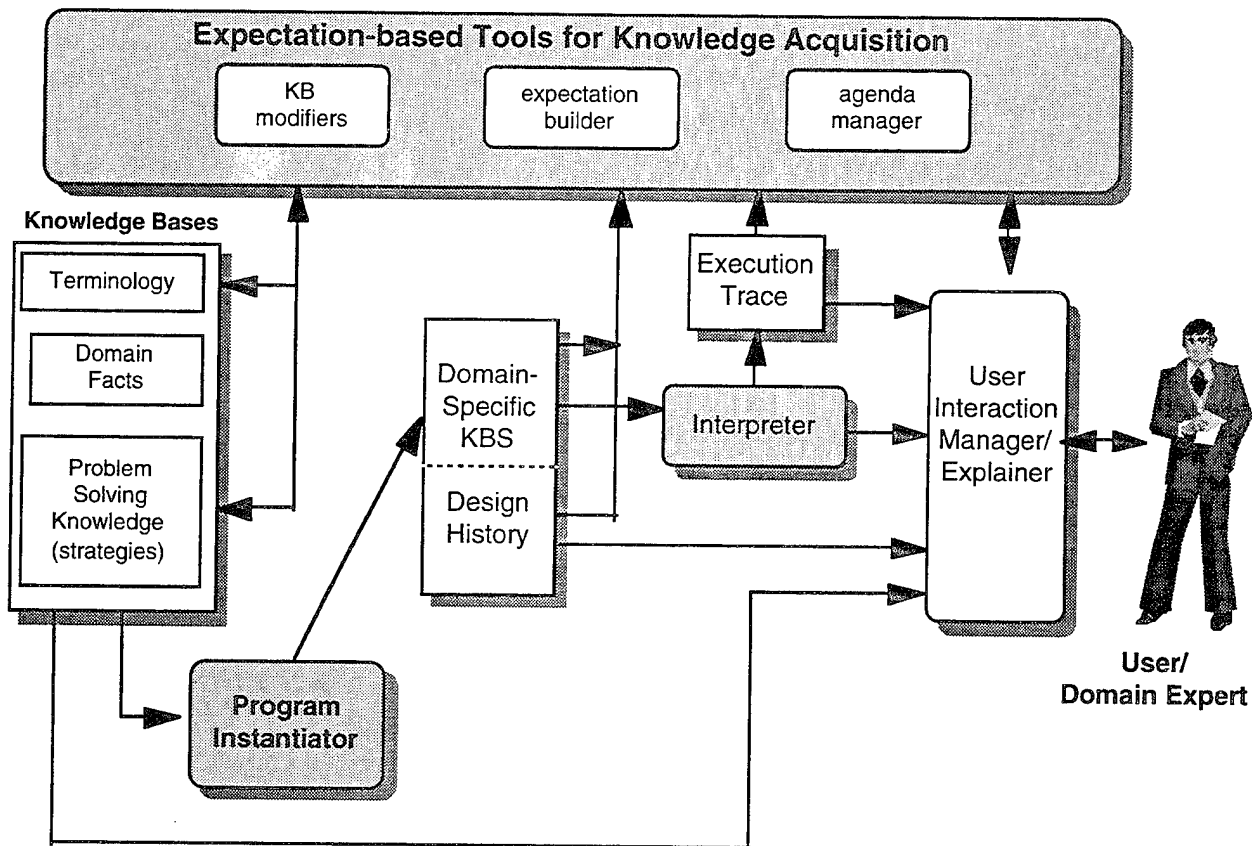 Expectation-based Tools for Knowledge Acquisition
KB
modifiers
expectation
builder
agenda
manager
Knowledge Bases
Terminology
Domain
Facts
Problem
Solving
Knowledge
(strategies)
Execution
Trace
Domain-
Specific
KBS
Design
History
Interpreter
User
Interaction
Manager/
Explainer
Program
Instantiator
User/
Domain Expert